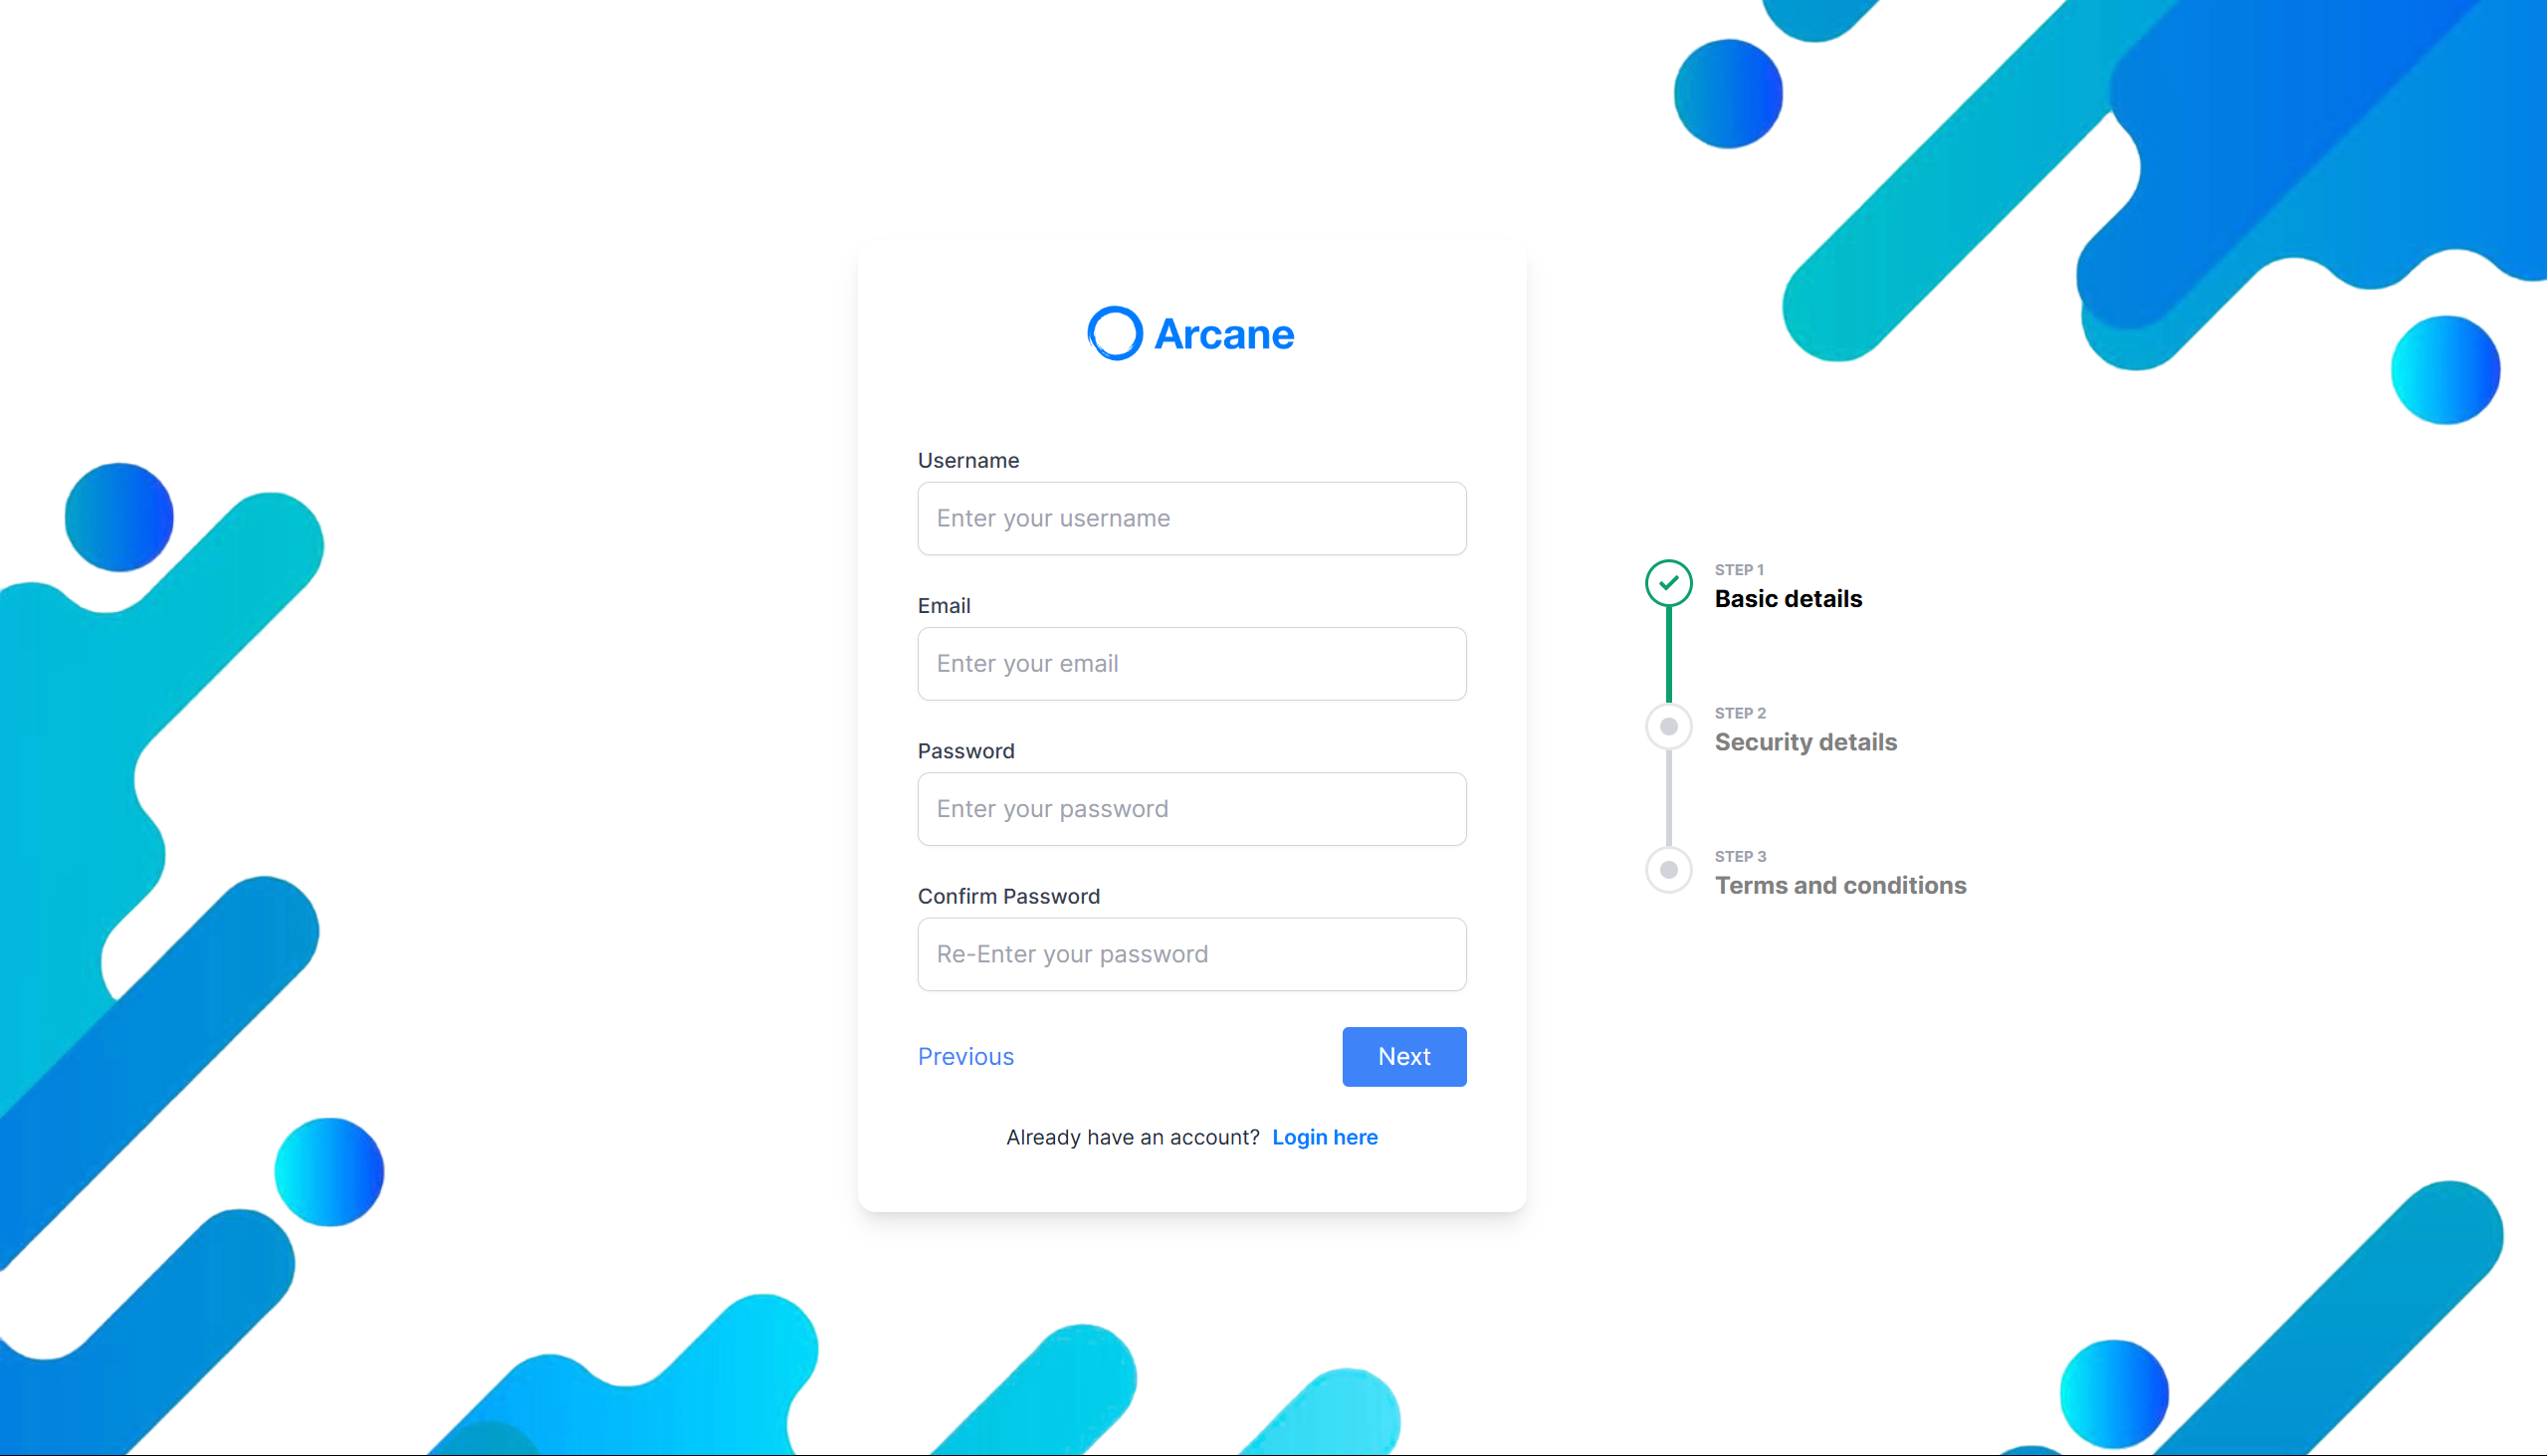 Arcane
Username
Enter your username
Email
Enter your email
Password
Enter your password
Confirm Password
Re-Enter your password
Previous
Next
Already have an account? Login here
STEP 1
Basic details
STEP 2
Security details
STEP 3
Terms and conditions